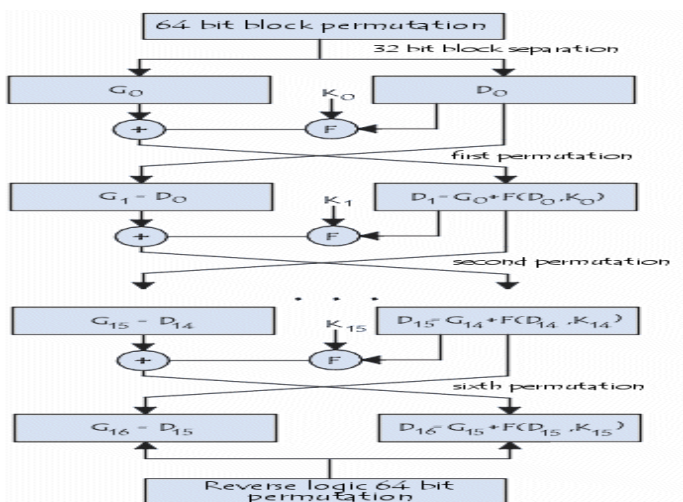 64 bit block permutation
32 bit block separation
G0 K0 D0
+ F
first permutation
G1 = D0 K1 D1 = G0 + F(D0, K0)
+ F
second permutation
. . .
G15 = D14 K15 D15 = G14 + F(D14, K14)
+ F
sixth permutation
G16 = D15 D16 = G15 + F(D15, K15)
Reverse logic 64 bit
permutation